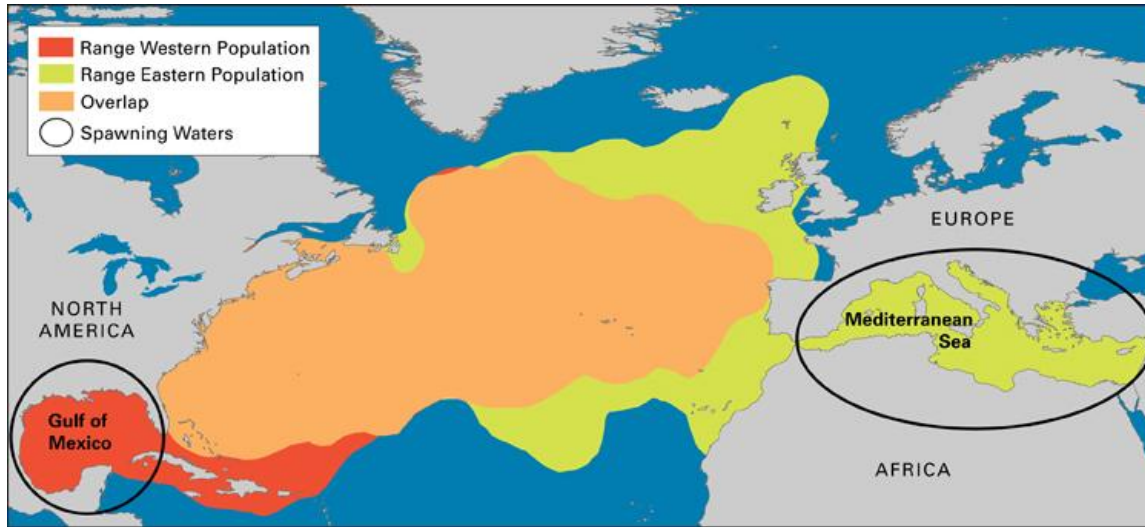 Range Western Population
Range Eastern Population
Overlap
Spawning Waters
EUROPE
NORTH
AMERICA
Mediterranean
Sea
Gulf of
Mexico
AFRICA